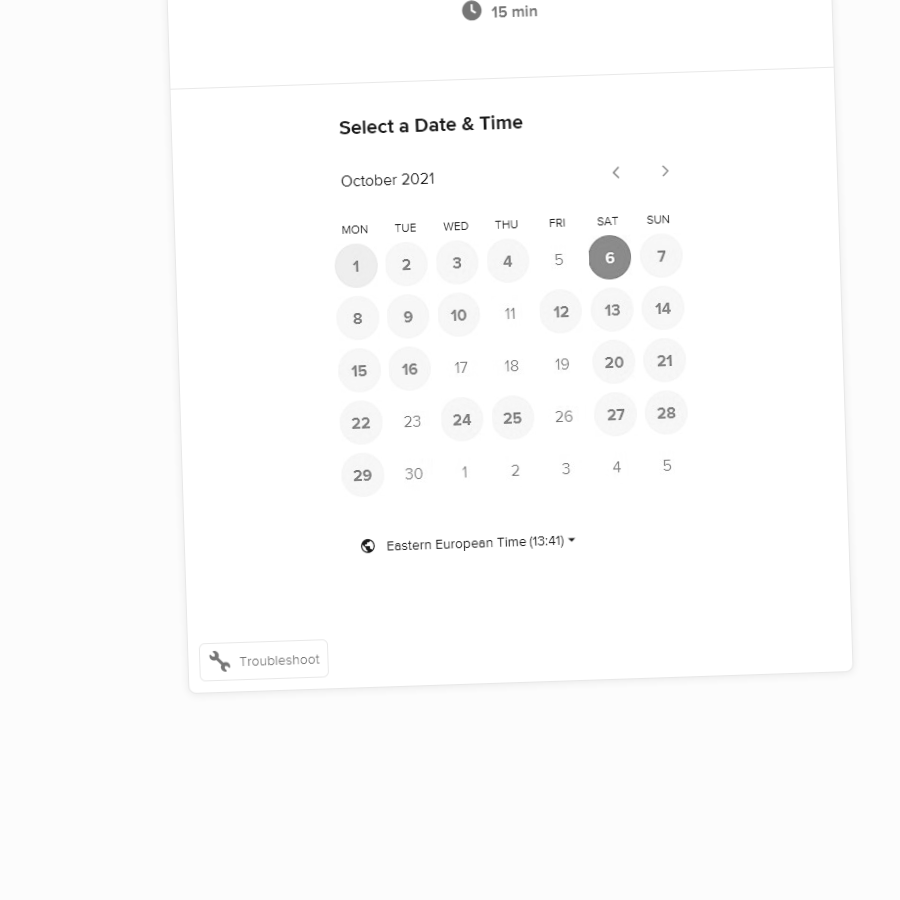 15 min
Select a Date & Time
October 2021
MON TUE WED THU FRI SAT SUN
1 2 3 4 5 6 7
8 9 10 11 12 13 14
15 16 17 18 19 20 21
22 23 24 25 26 27 28
29 30 1 2 3 4 5
Eastern European Time (13:41)
Troubleshoot